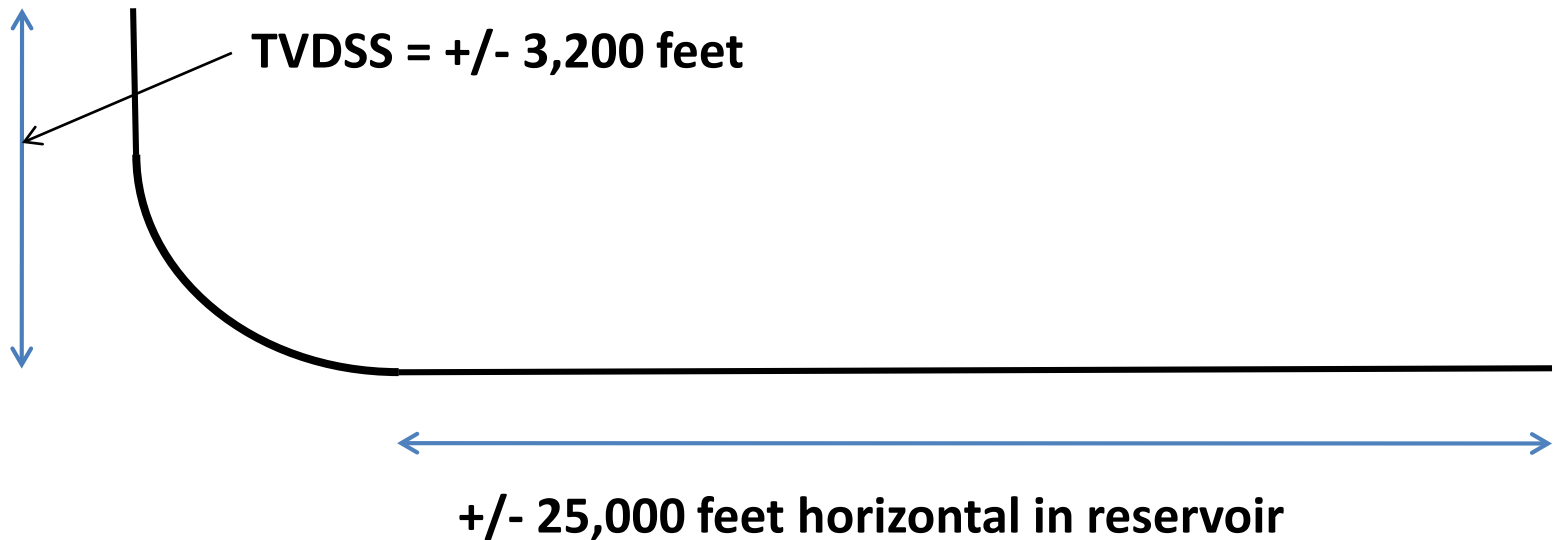 TVDSS = +/- 3,200 feet
+/- 25,000 feet horizontal in reservoir